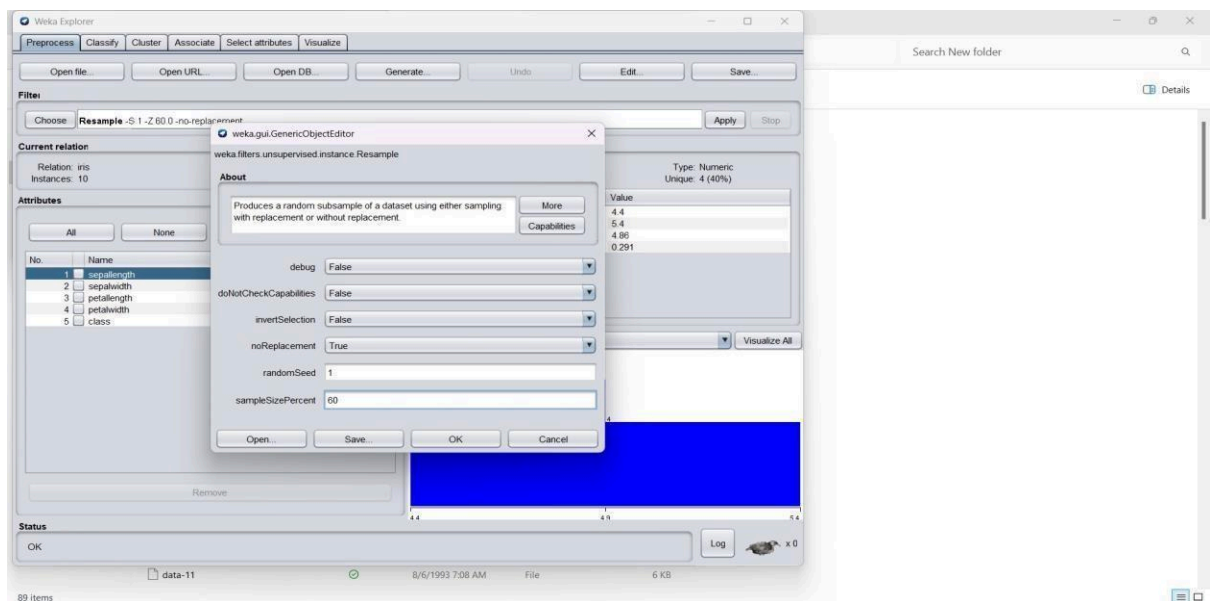 Weka Explorer
Preprocess Classify Cluster Associate Select attributes Visualize
Search New folder
Open file... Open URL... Open DB... Generate... Undo Edit... Save...
Details
Filter
Choose Resample -S 1 -Z 60.0 -no-replacement Apply Stop
weka.gui.GenericObjectEditor
Current relation
weka.filters.unsupervised.instance.Resample
Relation: iris
Instances: 10
Type: Numeric
Unique: 4 (40%)
About
Attributes
Value
Produces a random subsample of a dataset using either sampling
with replacement or without replacement.
More
Capabilities
4.4
5.4
4.86
0.291
All None
No. Name
1 sepallength
2 sepalwidth
3 petallength
4 petalwidth
5 class
debug False
doNotCheckCapabilities False
invertSelection False
noReplacement True
Visualize All
randomSeed 1
sampleSizePercent 60
Open... Save... OK Cancel
Remove
4.4 4.9 5.4
Status
OK
Log x 0
data-11 8/6/1993 7:08 AM File 6 KB
89 items